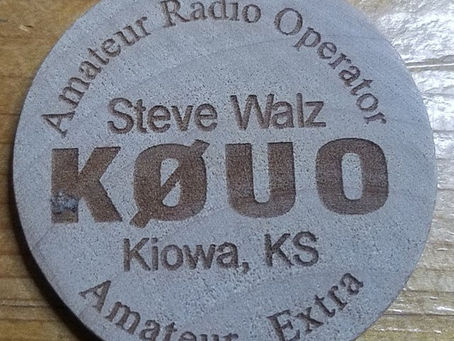 Amateur Radio Operator
Steve Walz
KØUO
Kiowa, KS
Amateur Extra